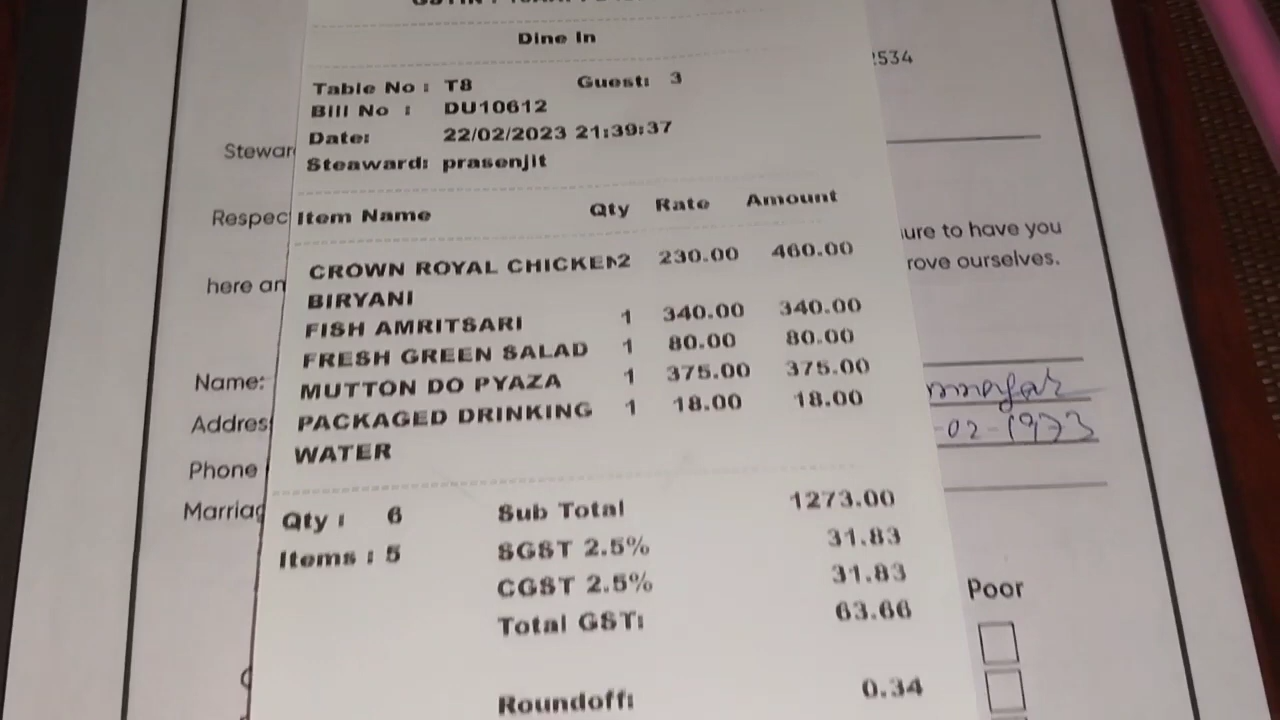 Dine In
2534
Table No : T8 Guest: 3
Bill No : DU10612
Date: 22/02/2023 21:39:37
Steaward: prasenjit
Item Name Qty Rate Amount
ure to have you
CROWN ROYAL CHICKEN 2 230.00 460.00
here an
rove ourselves.
BIRYANI
FISH AMRITSARI 1 340.00 340.00
FRESH GREEN SALAD 1 80.00 80.00
Name:
MUTTON DO PYAZA 1 375.00 375.00
Addres
PACKAGED DRINKING 1 18.00 18.00
-02-1973
WATER
Phone
Marriag
Qty : 6 Sub Total 1273.00
Items : 5 SGST 2.5% 31.83
CGST 2.5% 31.83
Poor
Total GST: 63.66
Roundoff: 0.34